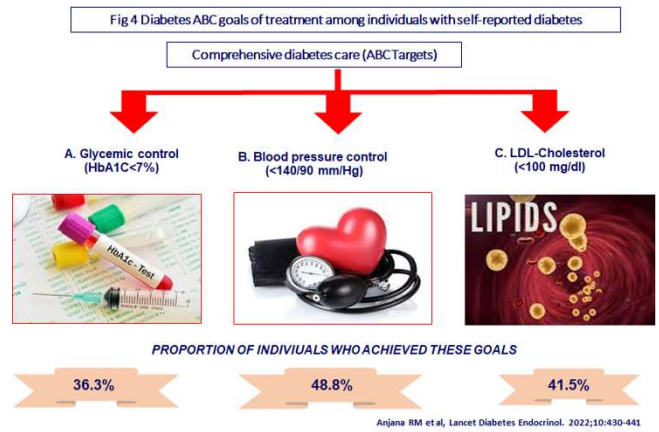 Fig 4 Diabetes ABC goals of treatment among individuals with self-reported diabetes
Comprehensive diabetes care (ABC Targets)
A. Glycemic control
(HbA1C<7%)
B. Blood pressure control
(<140/90 mm/Hg)
C. LDL-Cholesterol
(<100 mg/dl)
HbA1c - Test
LIPIDS
PROPORTION OF INDIVIUALS WHO ACHIEVED THESE GOALS
36.3%
48.8%
41.5%
Anjana RM et al, Lancet Diabetes Endocrinol. 2022;10:430-441